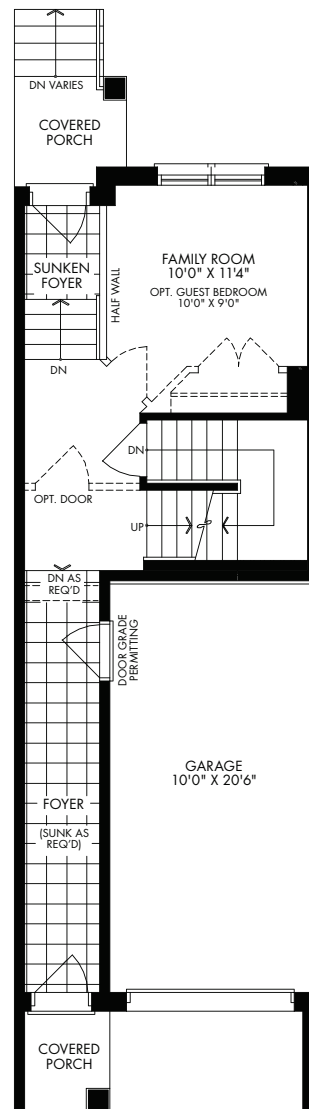 DN VARIES
COVERED
PORCH
SUNKEN
FOYER
HALF WALL
FAMILY ROOM
10'0" X 11'4"
OPT. GUEST BEDROOM
10'0" X 9'0"
DN
DN
OPT. DOOR
UP
DN AS
REQ'D
DOOR GRADE
PERMITTING
GARAGE
10'0" X 20'6"
FOYER
(SUNK AS
REQ'D)
COVERED
PORCH